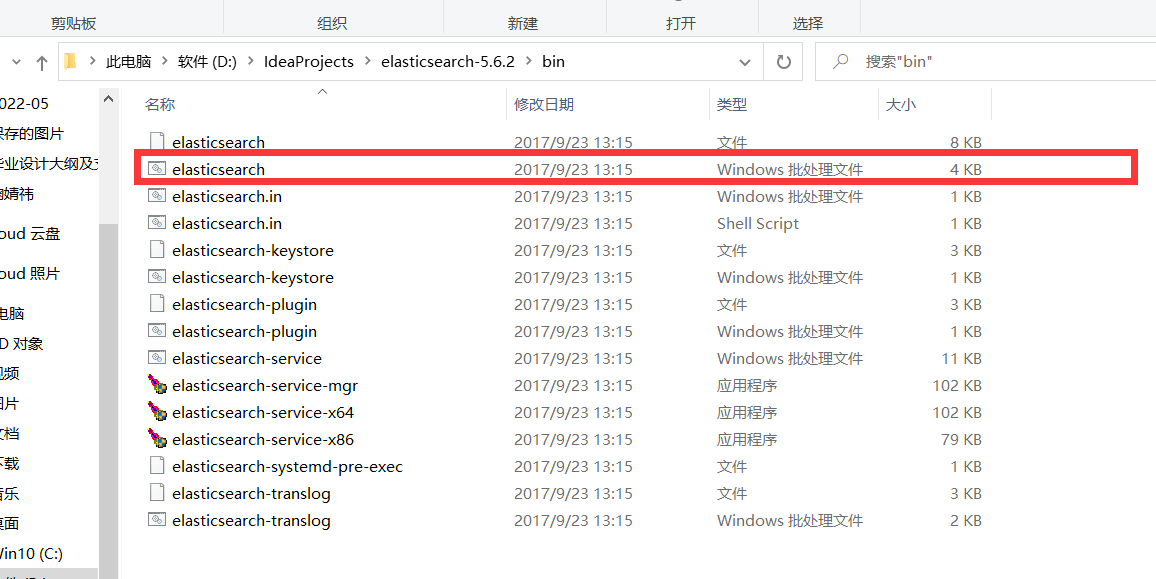 剪贴板 组织 新建 打开 选择
此电脑 软件 (D:) IdeaProjects elasticsearch-5.6.2 bin 搜索"bin"
022-05
保存的图片
毕业设计大纲及
婧祎
oud 云盘
oud 照片
电脑
D 对象
视频
图片
文档
下载
音乐
桌面
Win10 (C:)
名称 修改日期 类型 大小
elasticsearch 2017/9/23 13:15 文件 8 KB
elasticsearch 2017/9/23 13:15 Windows 批处理文件 4 KB
elasticsearch.in 2017/9/23 13:15 Windows 批处理文件 1 KB
elasticsearch.in 2017/9/23 13:15 Shell Script 1 KB
elasticsearch-keystore 2017/9/23 13:15 文件 3 KB
elasticsearch-keystore 2017/9/23 13:15 Windows 批处理文件 1 KB
elasticsearch-plugin 2017/9/23 13:15 文件 3 KB
elasticsearch-plugin 2017/9/23 13:15 Windows 批处理文件 1 KB
elasticsearch-service 2017/9/23 13:15 Windows 批处理文件 11 KB
elasticsearch-service-mgr 2017/9/23 13:15 应用程序 102 KB
elasticsearch-service-x64 2017/9/23 13:15 应用程序 102 KB
elasticsearch-service-x86 2017/9/23 13:15 应用程序 79 KB
elasticsearch-systemd-pre-exec 2017/9/23 13:15 文件 1 KB
elasticsearch-translog 2017/9/23 13:15 文件 3 KB
elasticsearch-translog 2017/9/23 13:15 Windows 批处理文件 2 KB